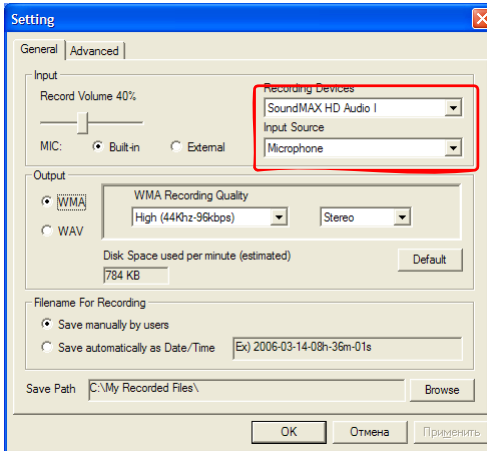 Setting
General Advanced
Input
Record Volume 40%
Recording Devices
SoundMAX HD Audio I
Input Source
MIC: Built-in External
Microphone
Output
WMA
WMA Recording Quality
High (44Khz-96kbps) Stereo
WAV
Disk Space used per minute (estimated)
Default
784 KB
Filename For Recording
Save manually by users
Save automatically as Date/Time Ex) 2006-03-14-08h-36m-01s
Save Path C:\My Recorded Files\ Browse
OK Отмена Применить